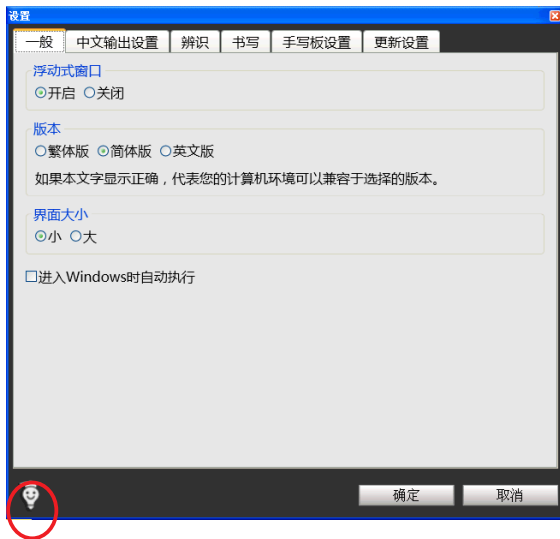 设置
一般 中文输出设置 辨识 书写 手写板设置 更新设置
浮动式窗口
开启 关闭
版本
繁体版 简体版 英文版
如果本文字显示正确，代表您的计算机环境可以兼容于选择的版本。
界面大小
小 大
进入Windows时自动执行
确定 取消